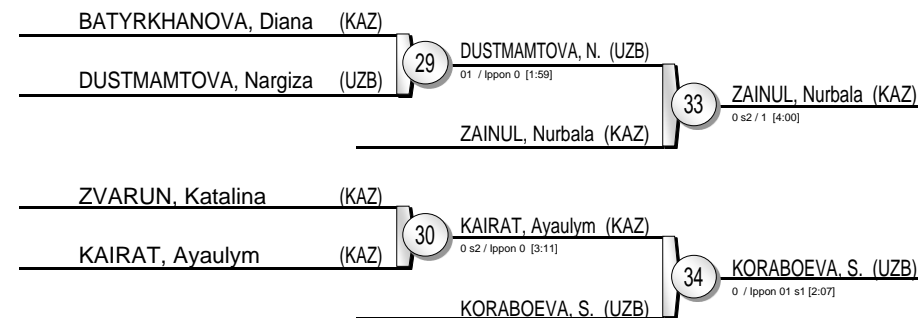 BATYRKHANOVA, Diana (KAZ)
DUSTMAMTOVA, Nargiza (UZB)
29
DUSTMAMTOVA, N. (UZB)
01 / Ippon 0 [1:59]
ZAINUL, Nurbala (KAZ)
33
ZAINUL, Nurbala (KAZ)
0 s2 / 1 [4:00]
ZVARUN, Katalina (KAZ)
KAIRAT, Ayaulym (KAZ)
30
KAIRAT, Ayaulym (KAZ)
0 s2 / Ippon 0 [3:11]
KORABOEVA, S. (UZB)
34
KORABOEVA, S. (UZB)
0 / Ippon 01 s1 [2:07]